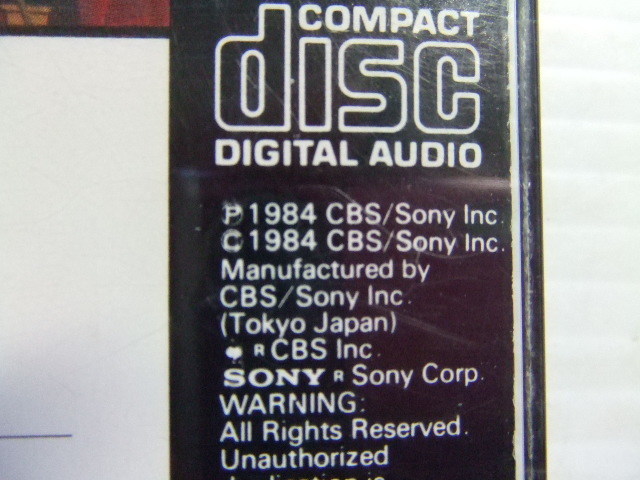 COMPACT
disc
DIGITAL AUDIO
℗ 1984 CBS/Sony Inc.
© 1984 CBS/Sony Inc.
Manufactured by
CBS/Sony Inc.
(Tokyo Japan)
R CBS Inc.
SONY R Sony Corp.
WARNING:
All Rights Reserved.
Unauthorized